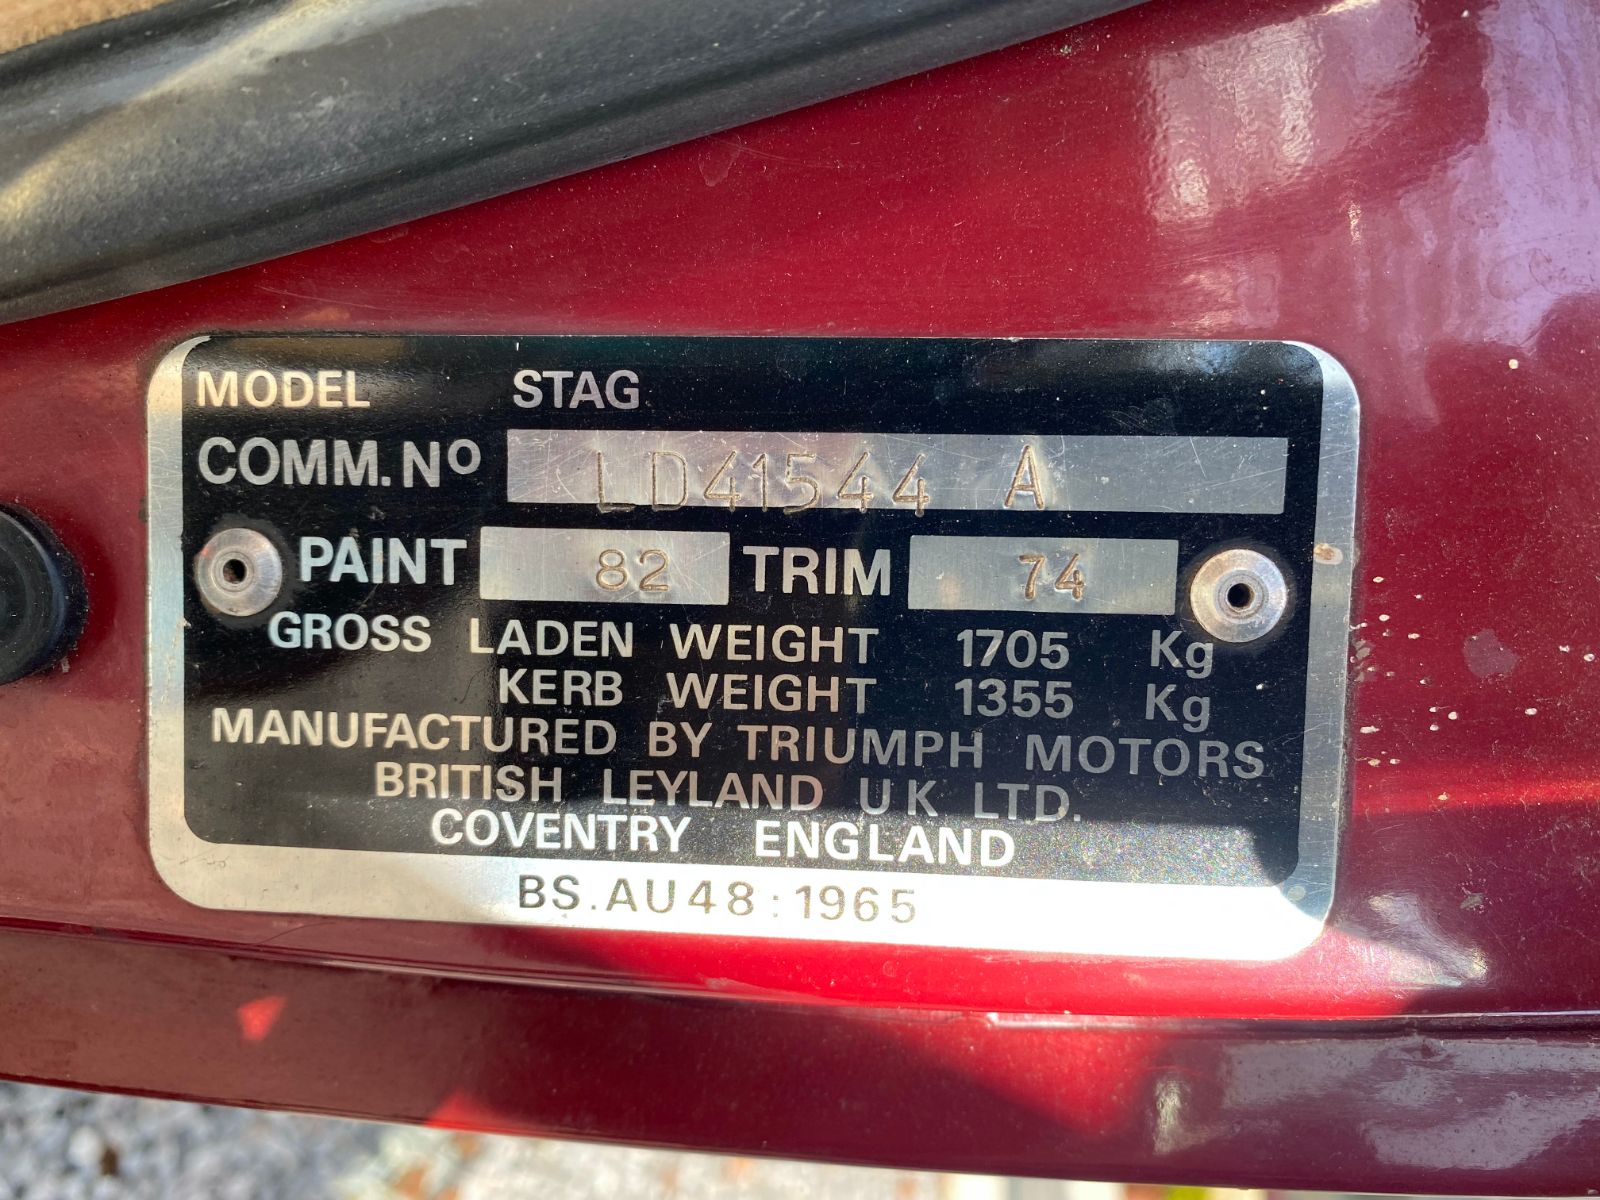 MODEL STAG
COMM. Nº LD41544 A
PAINT 82 TRIM 74
GROSS LADEN WEIGHT 1705 Kg
KERB WEIGHT 1355 Kg
MANUFACTURED BY TRIUMPH MOTORS
BRITISH LEYLAND U K LTD.
COVENTRY ENGLAND
BS.AU48:1965